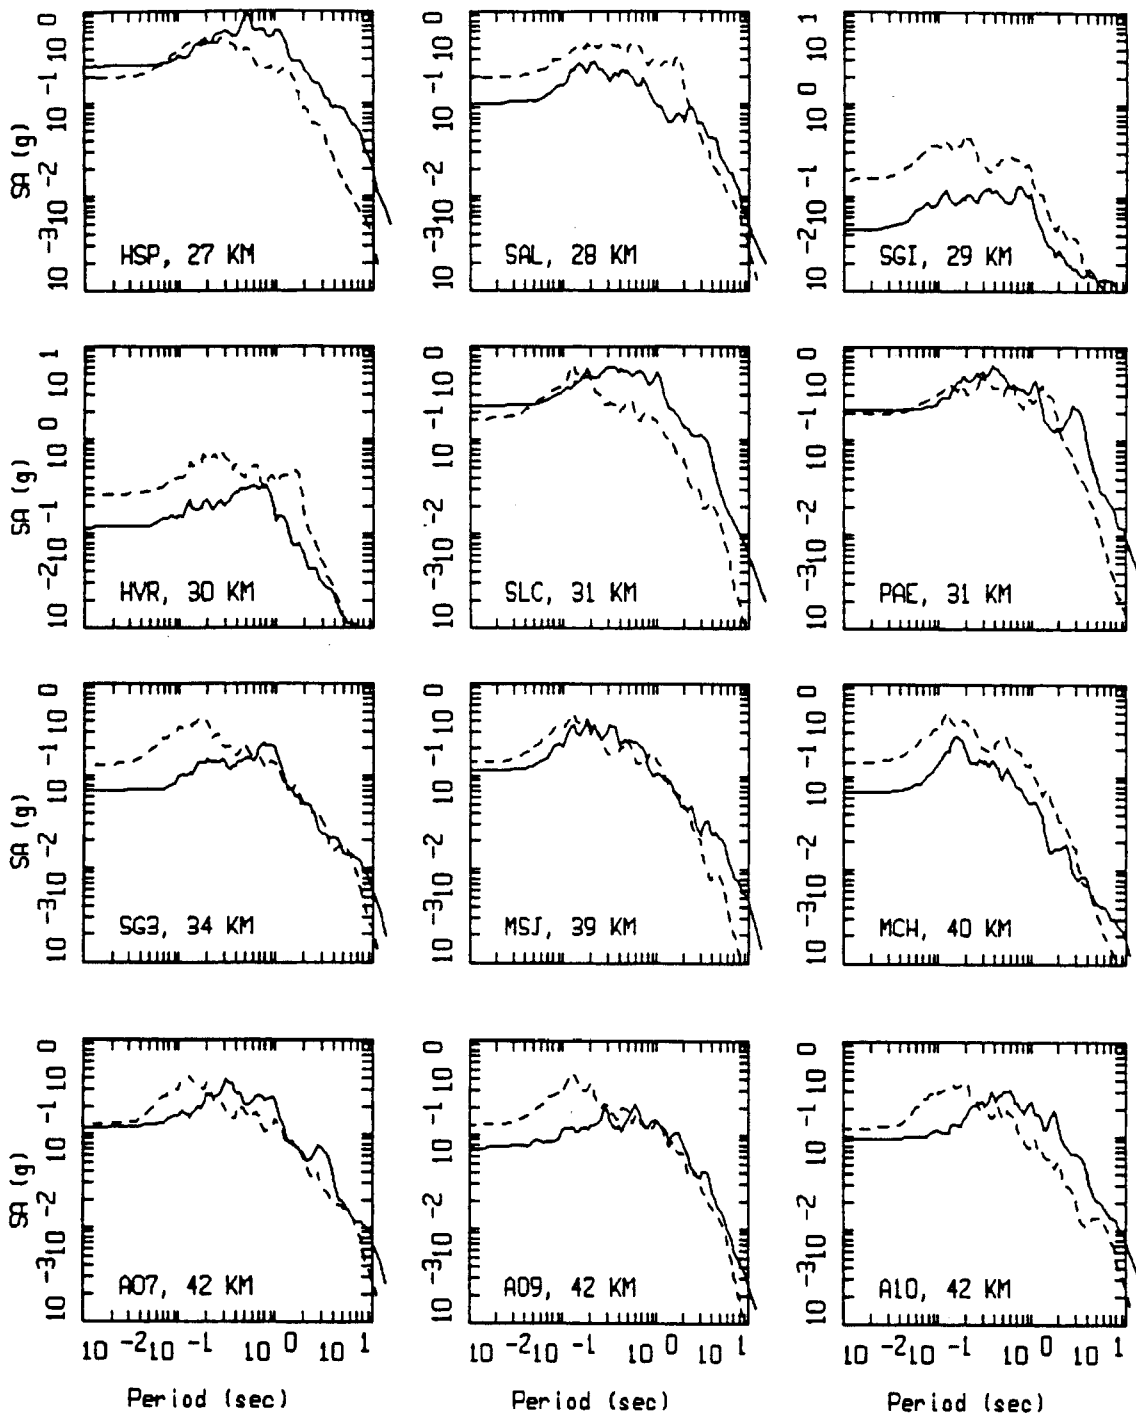 SA (g)
10 -3 10 -2 10 -1 10 0
HSP, 27 KM
10 -3 10 -2 10 -1 10 0
SAL, 28 KM
10 -2 10 -1 10 0 10 1
SGI, 29 KM
SA (g)
10 -2 10 -1 10 0 10 1
HVR, 30 KM
10 -3 10 -2 10 -1 10 0
SLC, 31 KM
10 -3 10 -2 10 -1 10 0
PAE, 31 KM
SA (g)
10 -3 10 -2 10 -1 10 0
SG3, 34 KM
10 -3 10 -2 10 -1 10 0
MSJ, 39 KM
10 -3 10 -2 10 -1 10 0
MCH, 40 KM
SA (g)
10 -3 10 -2 10 -1 10 0
A07, 42 KM
10 -3 10 -2 10 -1 10 0
A09, 42 KM
10 -3 10 -2 10 -1 10 0
A10, 42 KM
10 -2 10 -1 10 0 10 1
10 -2 10 -1 10 0 10 1
10 -2 10 -1 10 0 10 1
Period (sec)
Period (sec)
Period (sec)